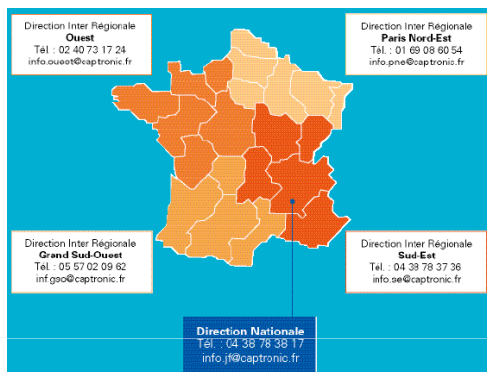 Direction Inter Régionale
Ouest
Tél. : 02 40 73 17 24
info.ouest@captronic.fr
Direction Inter Régionale
Paris Nord-Est
Tél. : 01 69 08 60 54
info.pne@captronic.fr
Direction Inter Régionale
Grand Sud-Ouest
Tél. : 05 57 02 09 62
inf.gso@captronic.fr
Direction Inter Régionale
Sud-Est
Tél. : 04 38 78 37 36
info.se@captronic.fr
Direction Nationale
Tél. : 04 38 78 38 17
info.jf@captronic.fr